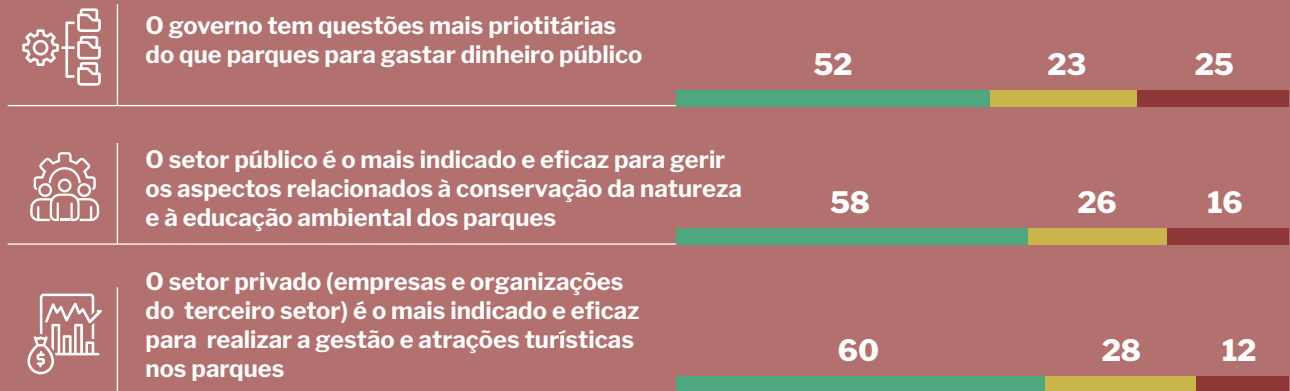 O governo tem questões mais priotitárias
do que parques para gastar dinheiro público
52 23 25
O setor público é o mais indicado e eficaz para gerir
os aspectos relacionados à conservação da natureza
e à educação ambiental dos parques
58 26 16
O setor privado (empresas e organizações
do terceiro setor) é o mais indicado e eficaz
para realizar a gestão e atrações turísticas
nos parques
60 28 12
$